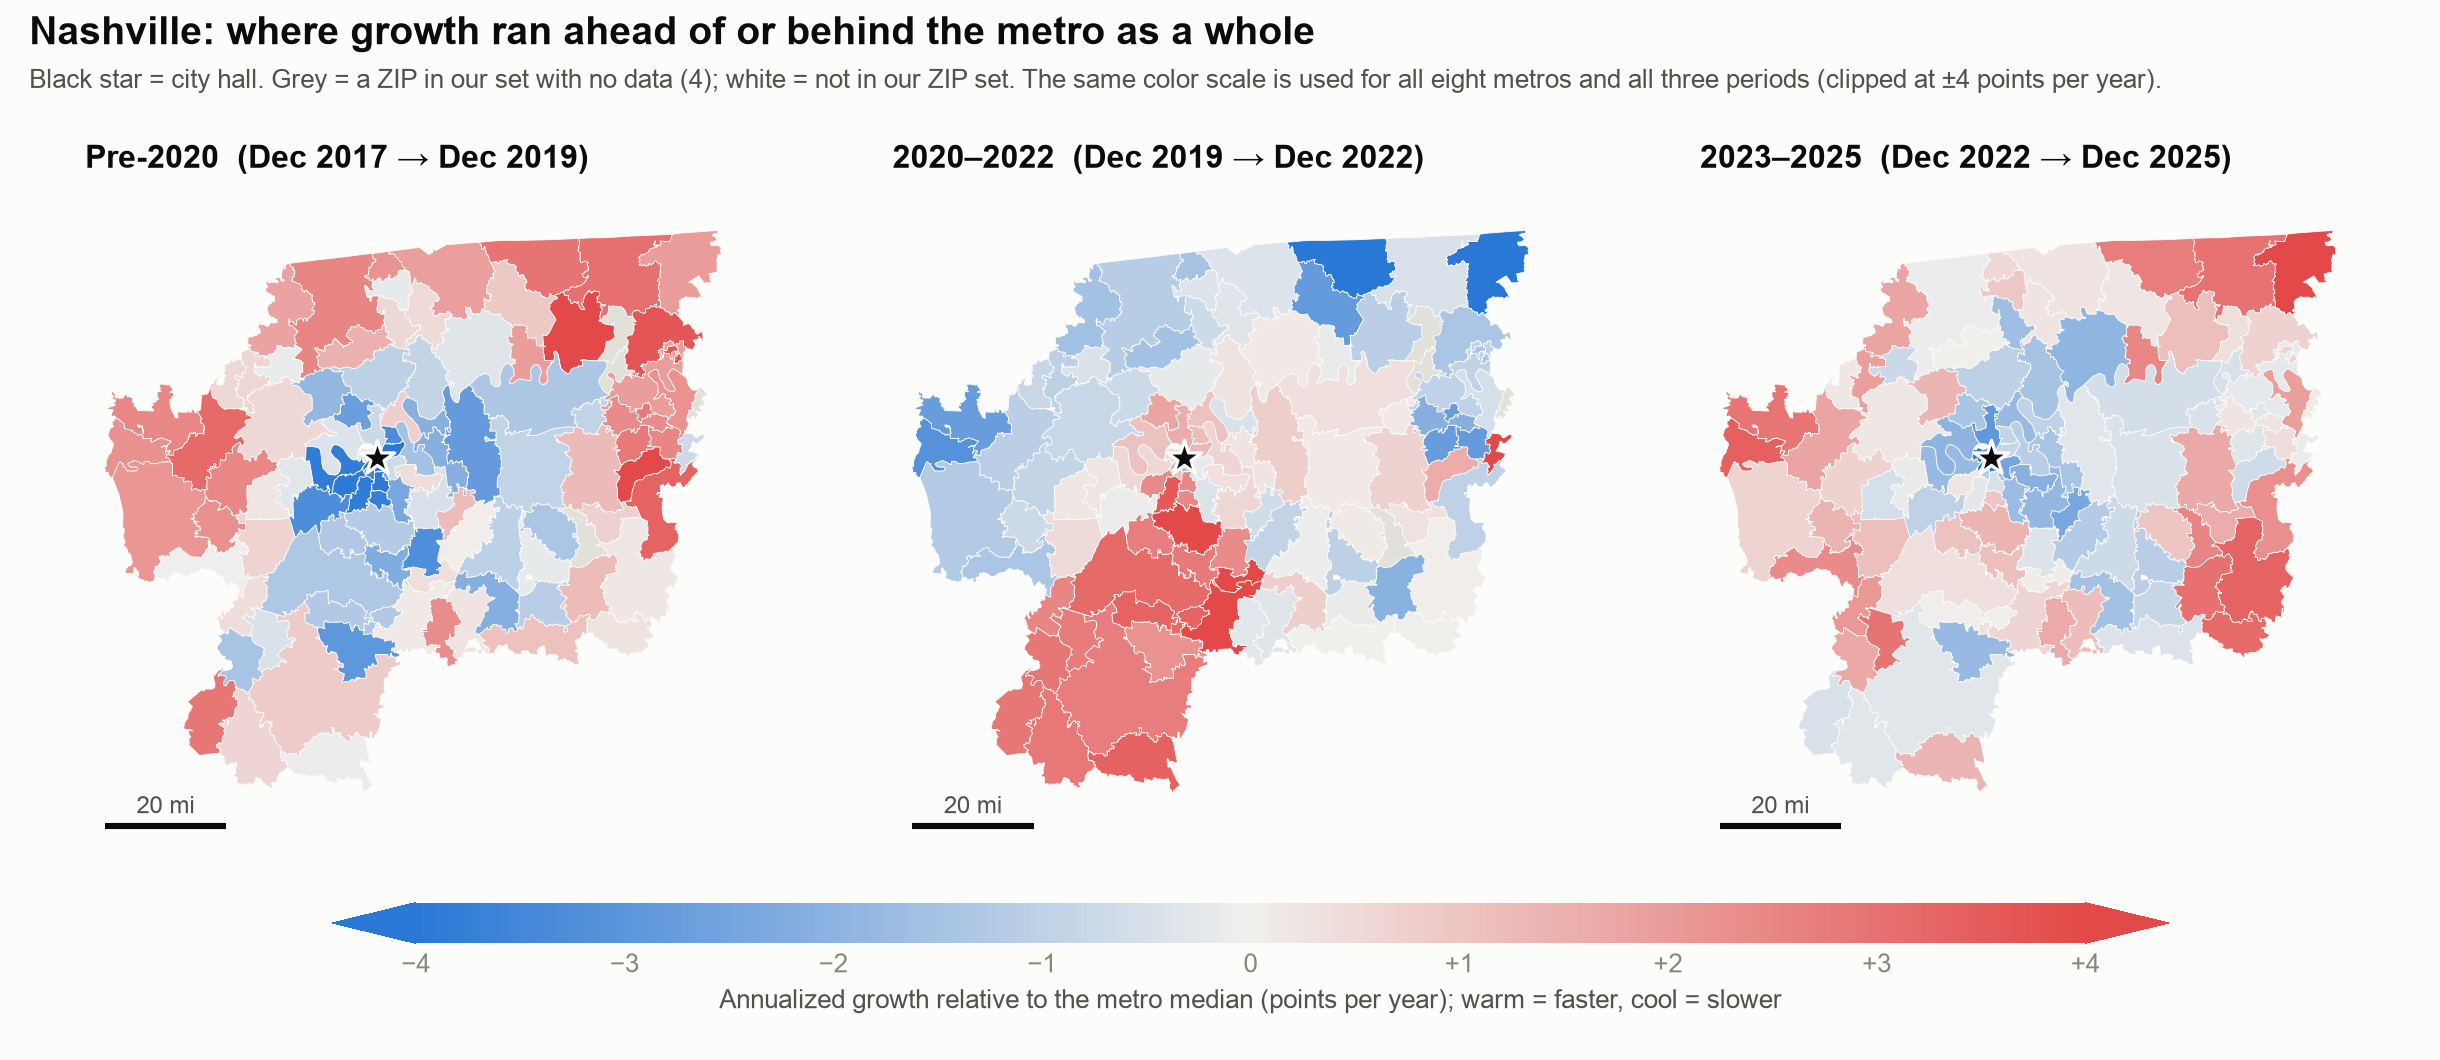 Nashville: where growth ran ahead of or behind the metro as a whole
Black star = city hall. Grey = a ZIP in our set with no data (4); white = not in our ZIP set. The same color scale is used for all eight metros and all three periods (clipped at ±4 points per year).
Pre-2020 (Dec 2017 → Dec 2019)
2020–2022 (Dec 2019 → Dec 2022)
2023–2025 (Dec 2022 → Dec 2025)
20 mi
20 mi
20 mi
−4 −3 −2 −1 0 +1 +2 +3 +4
Annualized growth relative to the metro median (points per year); warm = faster, cool = slower